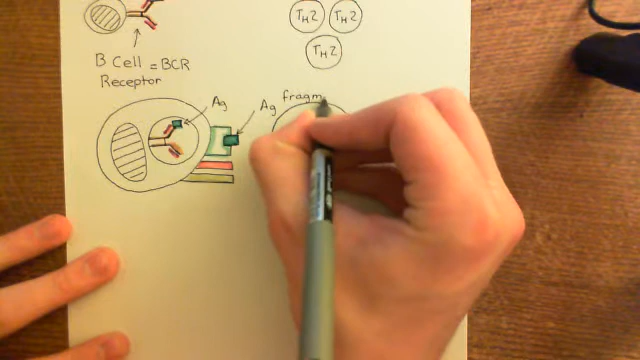 TH2 TH2
TH2
B Cell = BCR
Receptor
Ag
Ag fragm